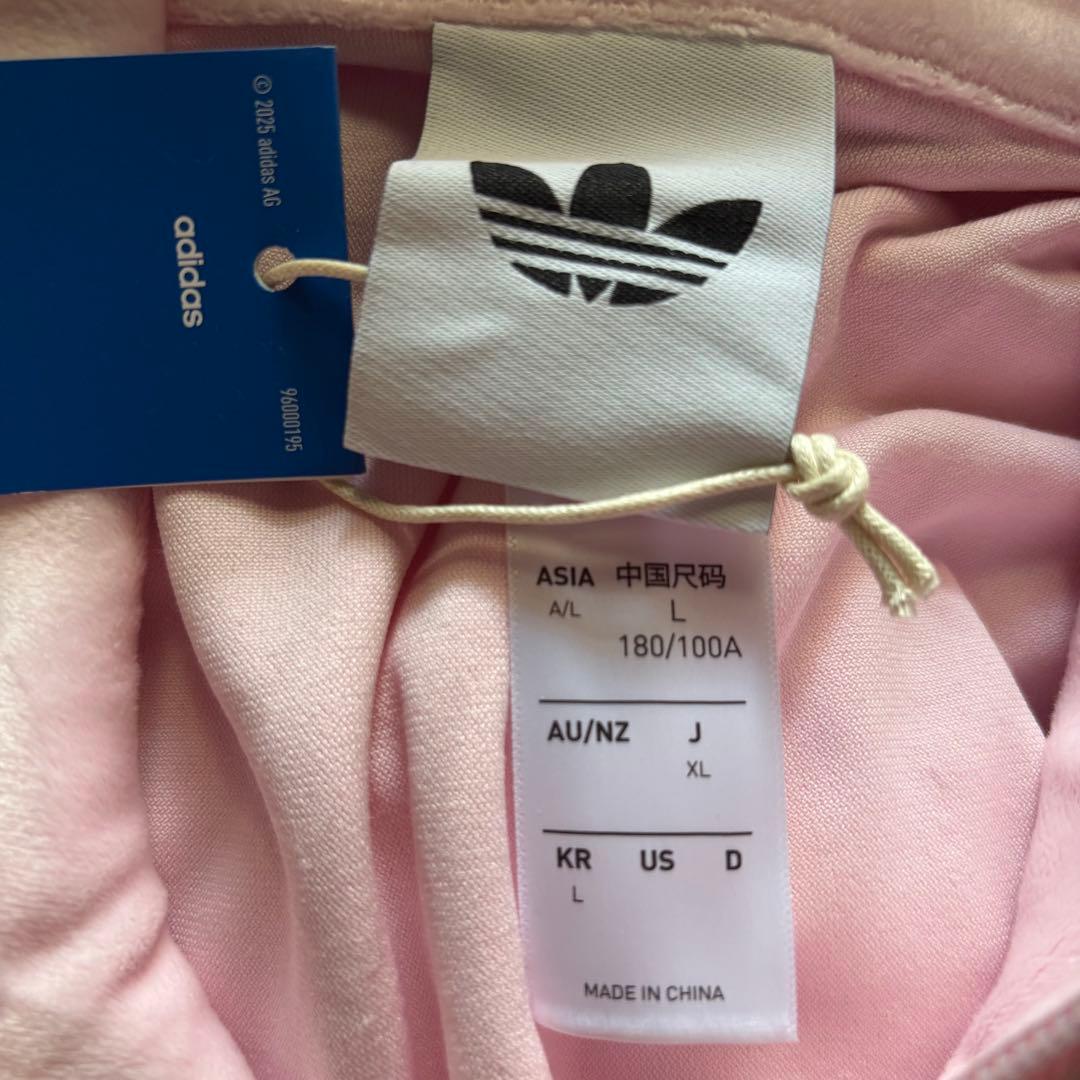 © 2025 adidas AG
adidas
96000195
ASIA 中国尺码
A/L L
180/100A
AU/NZ J
XL
KR US D
L
MADE IN CHINA